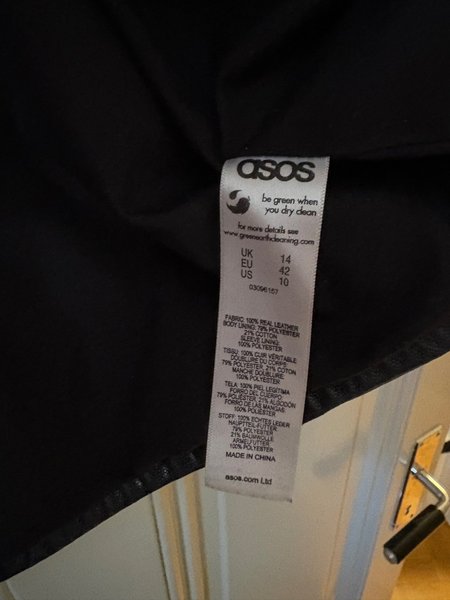 asos
be green when
you dry clean
for more details see
www.greenearthcleaning.com
UK 14
EU 42
US 10
03096157
FABRIC: 100% REAL LEATHER
BODY LINING: 79% POLYESTER
21% COTTON
SLEEVE LINING:
100% POLYESTER
TISSU: 100% CUIR VÉRITABLE
DOUBLURE DU CORPS:
79% POLYESTER, 21% COTON
MANCHE DOUBLURE
100% POLYESTER
TELA: 100% PIEL LEGITIMA
FORRO DEL CUERPO:
79% POLIÉSTER, 21% ALGODÓN
FORRO DE LAS MANGAS:
100% POLIÉSTER
STOFF: 100% ECHTES LEDER
HAUPTTEIL-FUTTER:
79% POLYESTER
21% BAUMWOLLE
ÄRMELFUTTER:
100% POLYESTER
MADE IN CHINA
asos.com Ltd